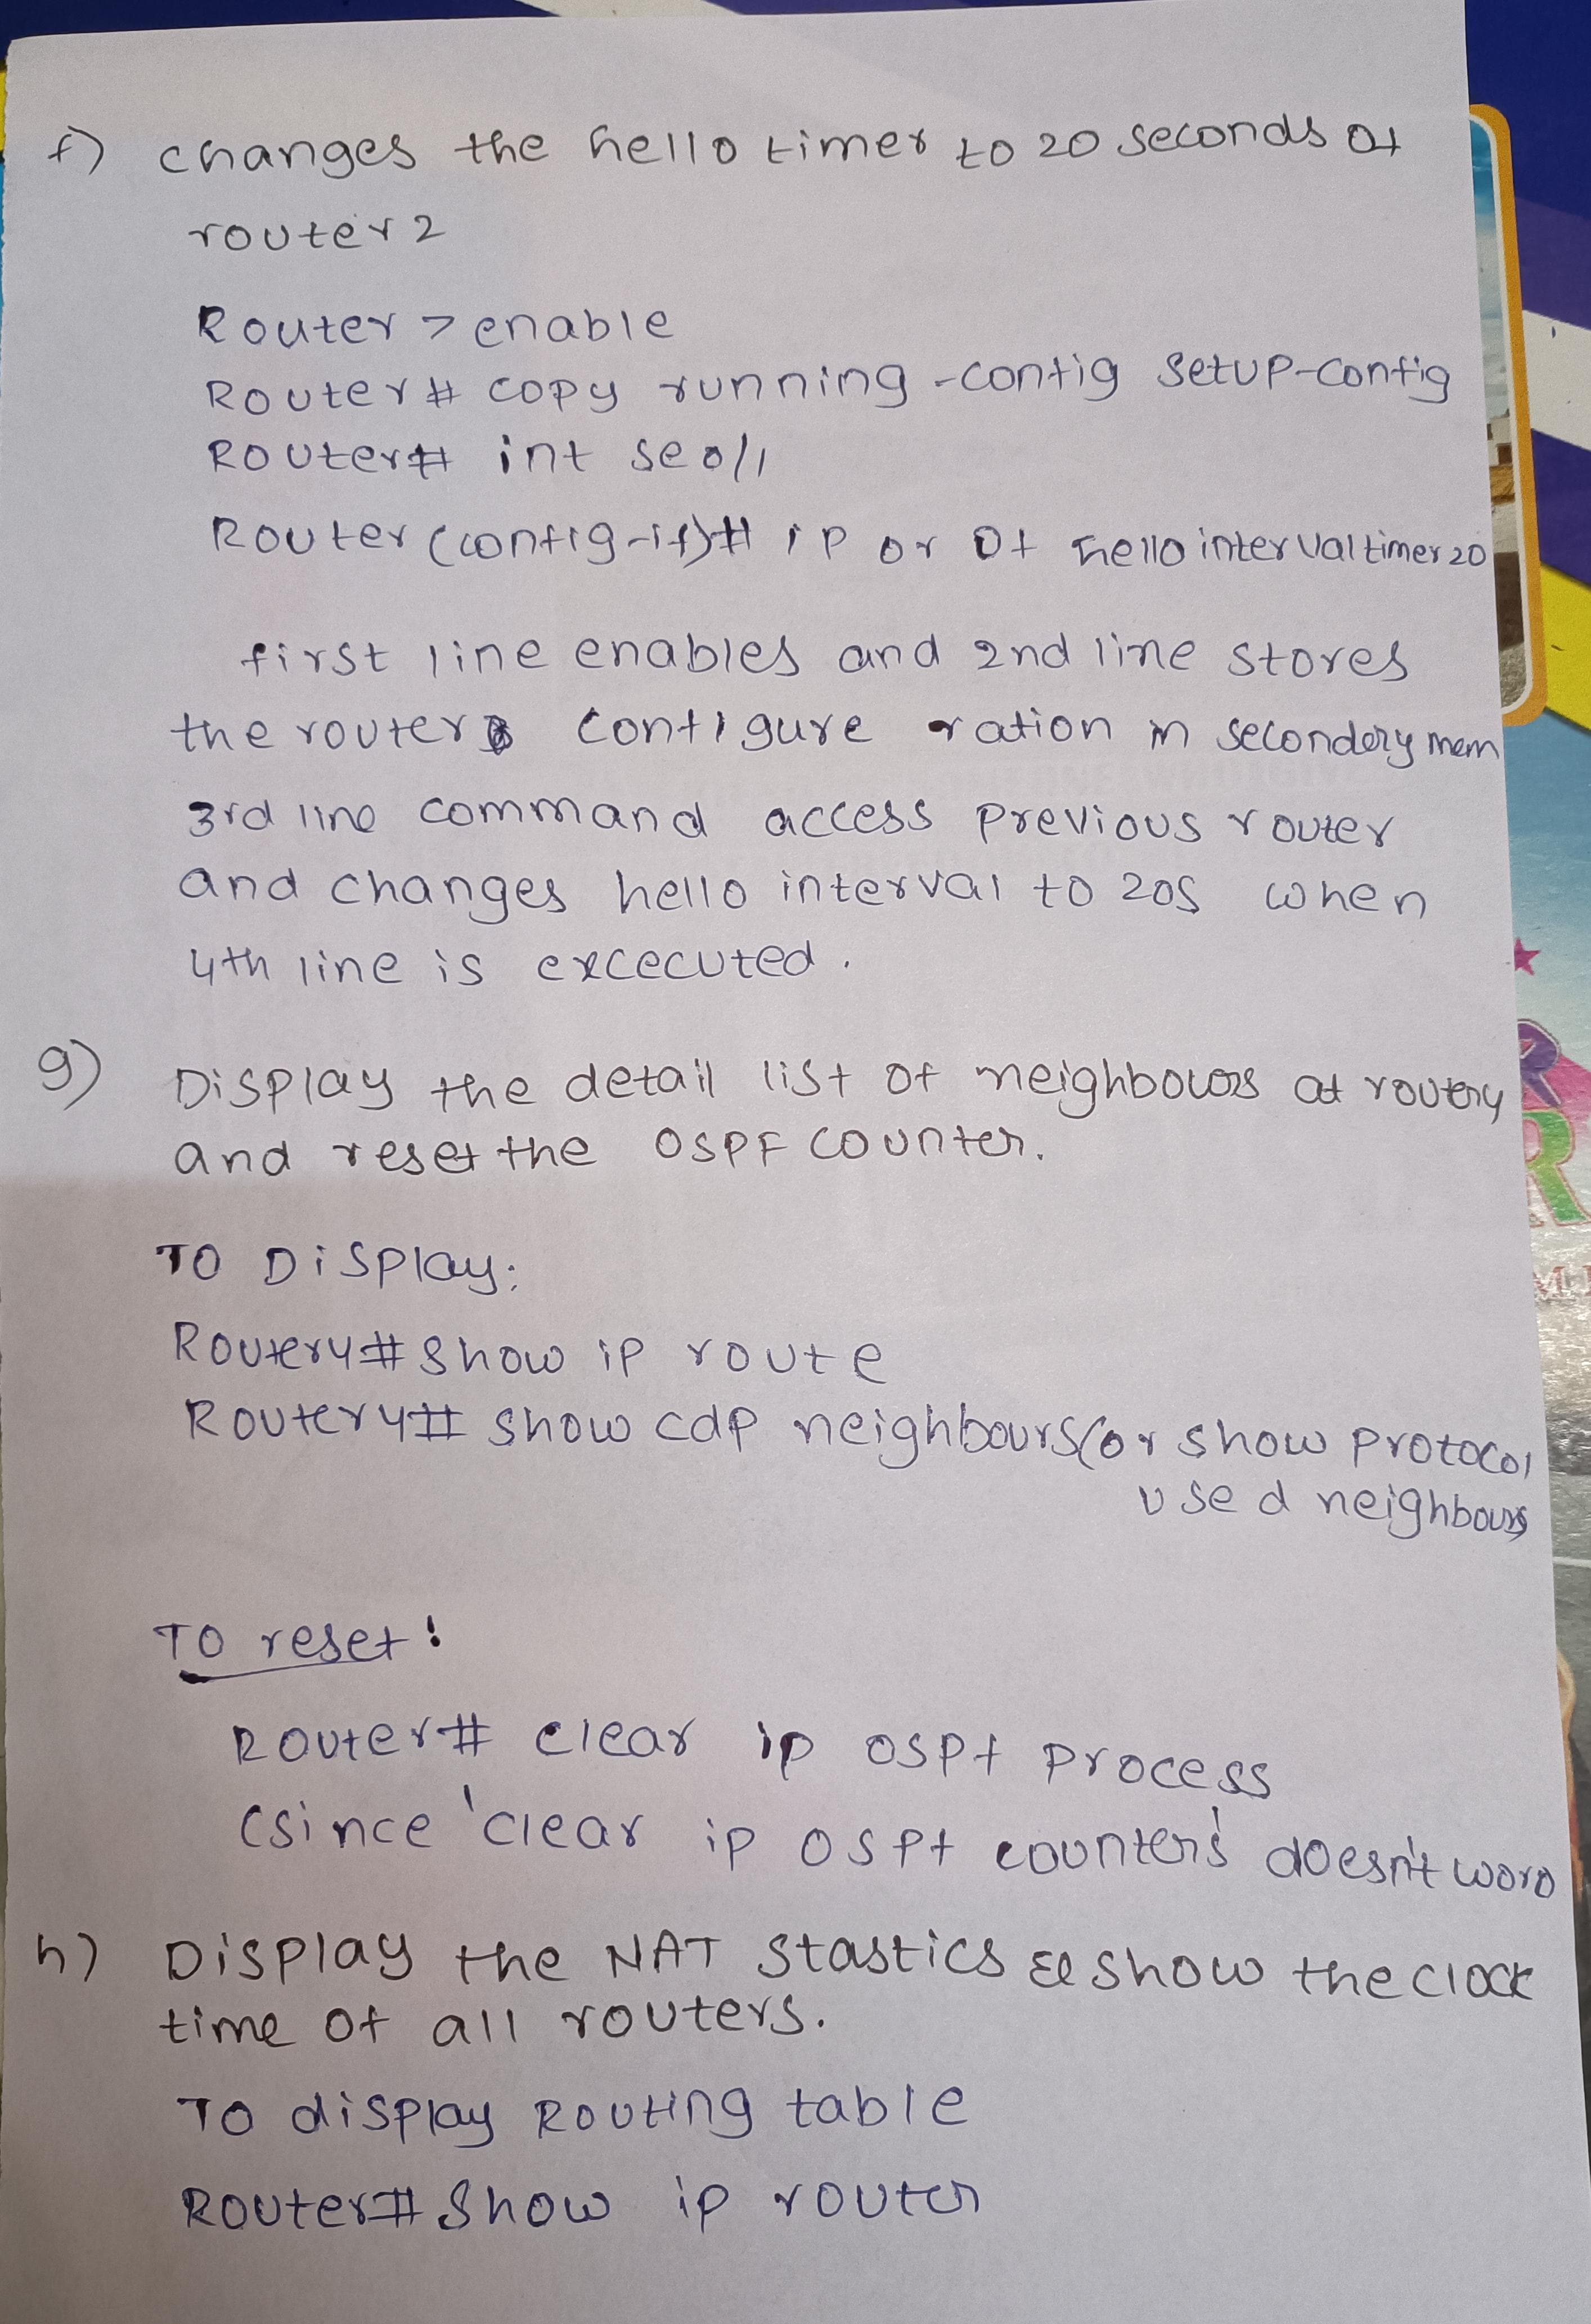 f) changes the hello timer to 20 seconds at
router 2
Router > enable
Router # copy running -config setup-config
Router# int se0/1
Router (config-if)# ip or Of hello interval timer 20
first line enables and 2nd line stores
the router configure ration in secondery mem
3rd line command access previous router
and changes hello interval to 20s when
4th line is excecuted.
g) Display the detail list of neighbours at router4
and reset the OSPF counter.
TO Display:
Router4# show ip route
Router4# show cdp neighbours (or show protocol
used neighbours
TO reset:
Router# clear ip ospf process
(since 'clear ip ospf counters' doesn't
h) Display the NAT Stastics & show the clock
time of all routers.
TO display Routing table
Router# show ip router
R
R
M.